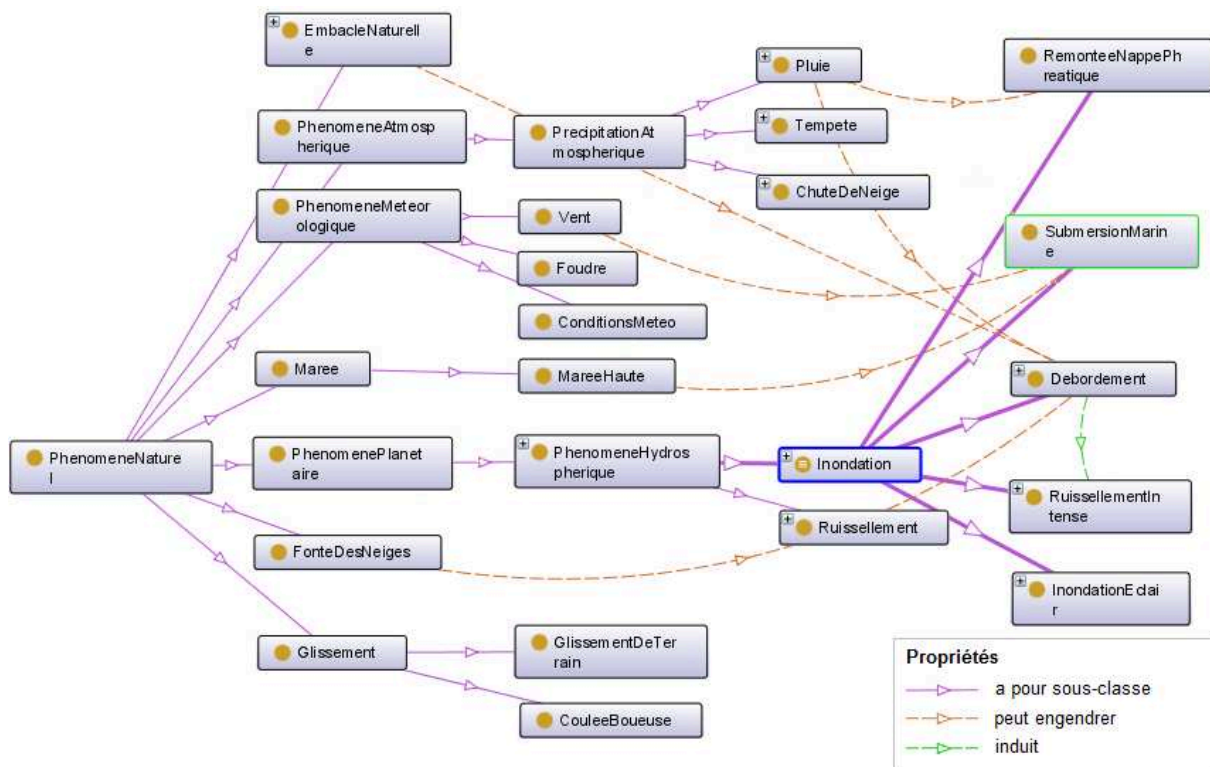 EmbacleNaturell
e
PhenomeneAtmosp
herique
PhenomeneMeteor
ologique
Maree
PhenomeneNature
l
PhenomenePlanet
aire
FonteDesNeiges
Glissement
PrecipitationAt
mospherique
Vent
Foudre
ConditionsMeteo
MareeHaute
PhenomeneHydros
pherique
GlissementDeTer
rain
CouleeBoueuse
Pluie
Tempete
ChuteDeNeige
Inondation
Ruissellement
RemonteeNappePh
reatique
SubmersionMarin
e
Debordement
RuissellementIn
tense
InondationEclai
r
Propriétés
a pour sous-classe
peut engendrer
induit